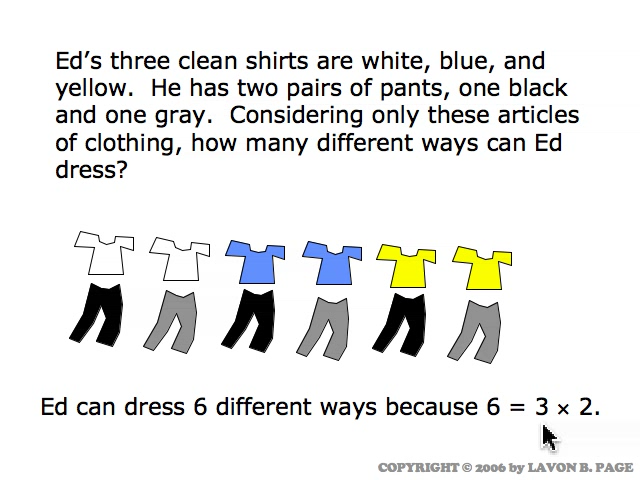 Ed’s three clean shirts are white, blue, and
yellow.  He has two pairs of pants, one black
and one gray.  Considering only these articles
of clothing, how many different ways can Ed
dress?
Ed can dress 6 different ways because 6 = 3 × 2.
COPYRIGHT © 2006 by LAVON B. PAGE